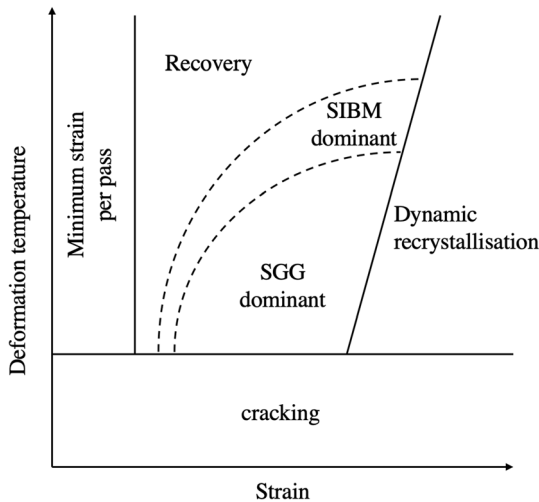 Recovery
SIBM
dominant
Minimum strain
per pass
Deformation temperature
Dynamic
recrystallisation
SGG
dominant
cracking
Strain